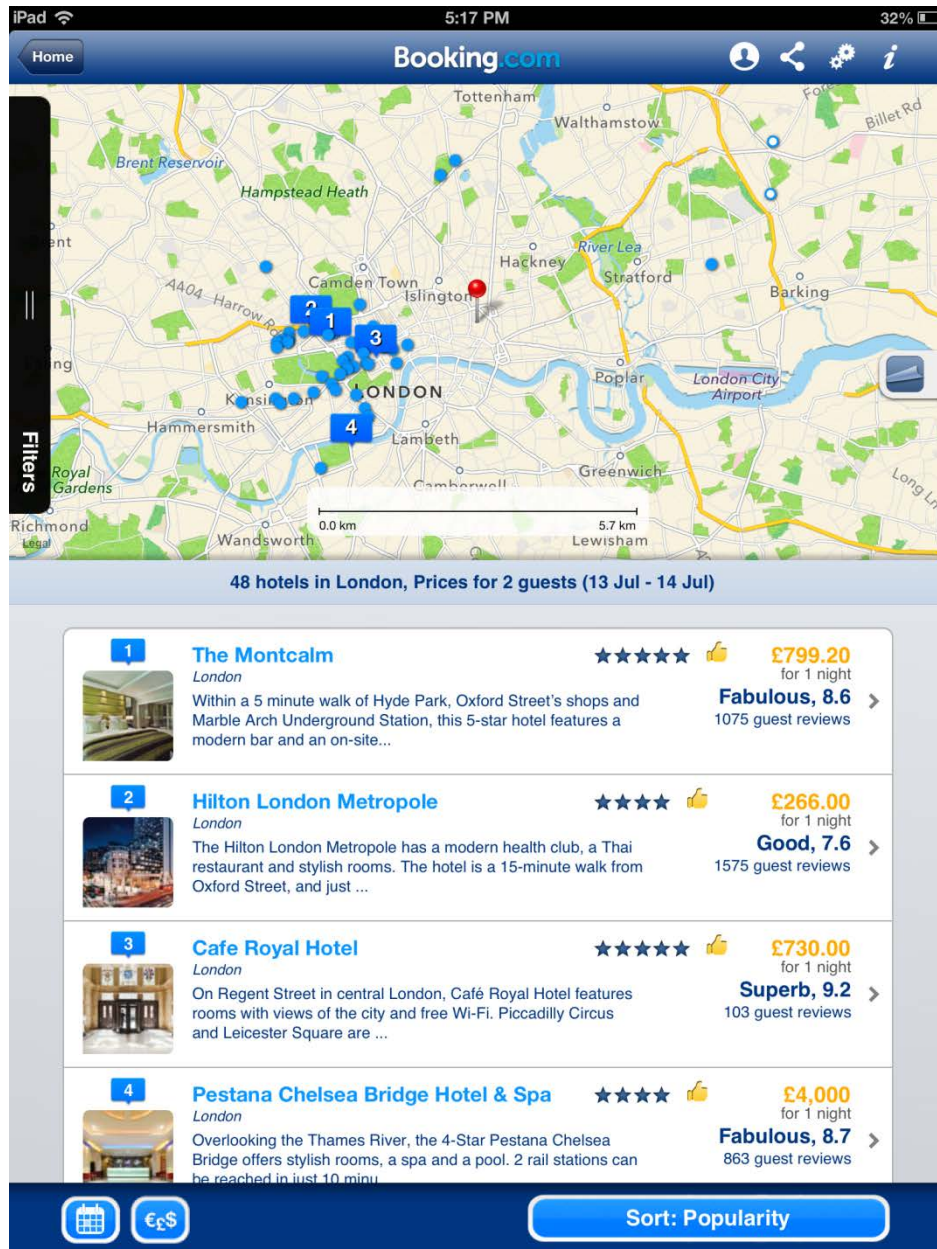 iPad
5:17 PM
32%
Home
Booking.com
i
Tottenham
Walthamstow
Billet Rd
Brent Reservoir
Hampstead Heath
River Lea
Hackney
Stratford
Camden Town
Islington
Barking
A404
Harrow
2
1
3
Poplar
London City
Airport
LONDON
Hammersmith
4
Lambeth
Filters
Royal
Gardens
Greenwich
Camberwell
Long Ln
Richmond
0.0 km
5.7 km
Legal
Wandsworth
Lewisham
48 hotels in London, Prices for 2 guests (13 Jul - 14 Jul)
1
The Montcalm
£799.20
London
for 1 night
Within a 5 minute walk of Hyde Park, Oxford Street's shops and
Fabulous, 8.6
Marble Arch Underground Station, this 5-star hotel features a
1075 guest reviews
modern bar and an on-site...
2
Hilton London Metropole
£266.00
London
for 1 night
The Hilton London Metropole has a modern health club, a Thai
Good, 7.6
restaurant and stylish rooms. The hotel is a 15-minute walk from
1575 guest reviews
Oxford Street, and just ...
3
Cafe Royal Hotel
£730.00
London
for 1 night
On Regent Street in central London, Café Royal Hotel features
Superb, 9.2
rooms with views of the city and free Wi-Fi. Piccadilly Circus
103 guest reviews
and Leicester Square are ...
4
Pestana Chelsea Bridge Hotel & Spa
£4,000
London
for 1 night
Overlooking the Thames River, the 4-Star Pestana Chelsea
Fabulous, 8.7
Bridge offers stylish rooms, a spa and a pool. 2 rail stations can
863 guest reviews
be reached in just 10 minu
€£$
Sort: Popularity